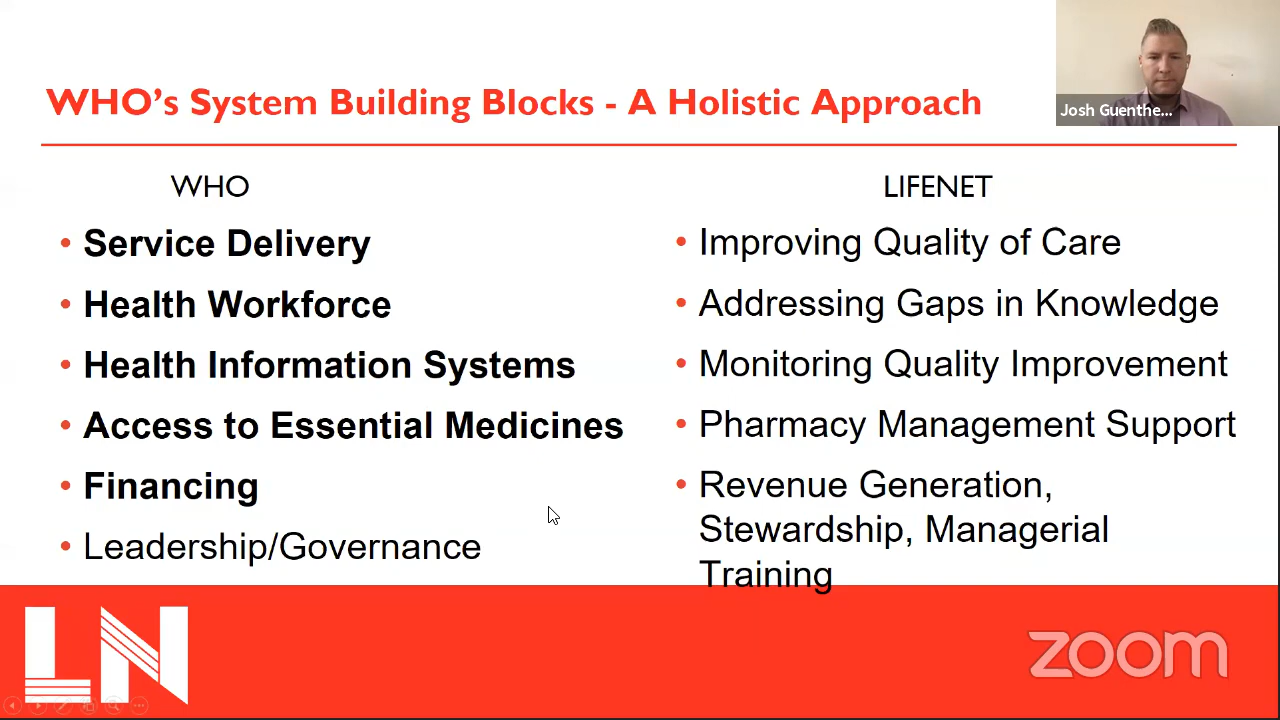 WHO's System Building Blocks - A Holistic Approach
Josh Guenthe...
WHO
• Service Delivery
• Health Workforce
• Health Information Systems
• Access to Essential Medicines
• Financing
• Leadership/Governance
LIFENET
• Improving Quality of Care
• Addressing Gaps in Knowledge
• Monitoring Quality Improvement
• Pharmacy Management Support
• Revenue Generation,
Stewardship, Managerial
Training
LN
zoom